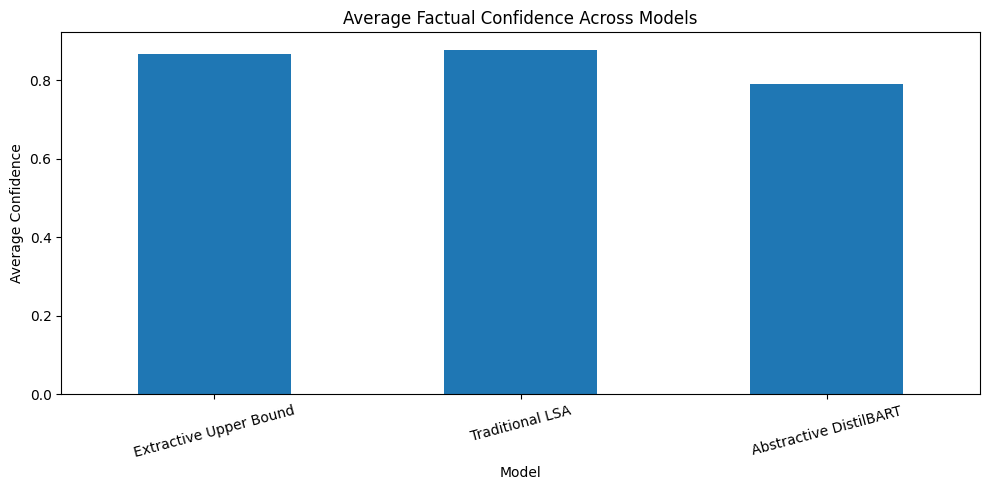 Average Factual Confidence Across Models
Average Confidence
0.8
0.6
0.4
0.2
0.0
Extractive Upper Bound
Traditional LSA
Abstractive DistilBART
Model